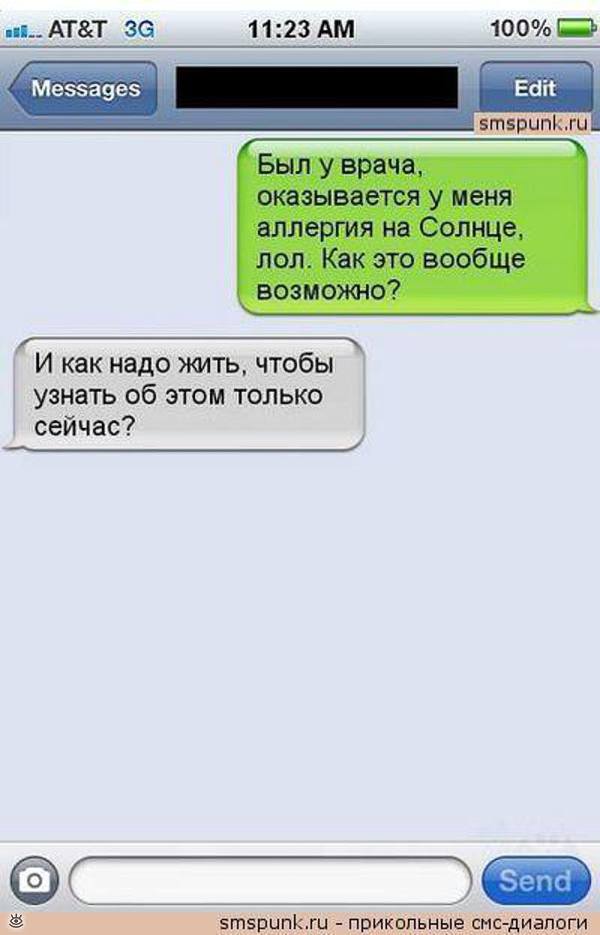 AT&T 3G 11:23 AM 100%
Messages Edit
smspunk.ru
Был у врача,
оказывается у меня
аллергия на Солнце,
лол. Как это вообще
возможно?
И как надо жить, чтобы
узнать об этом только
сейчас?
Send
smspunk.ru - прикольные смс-диалоги